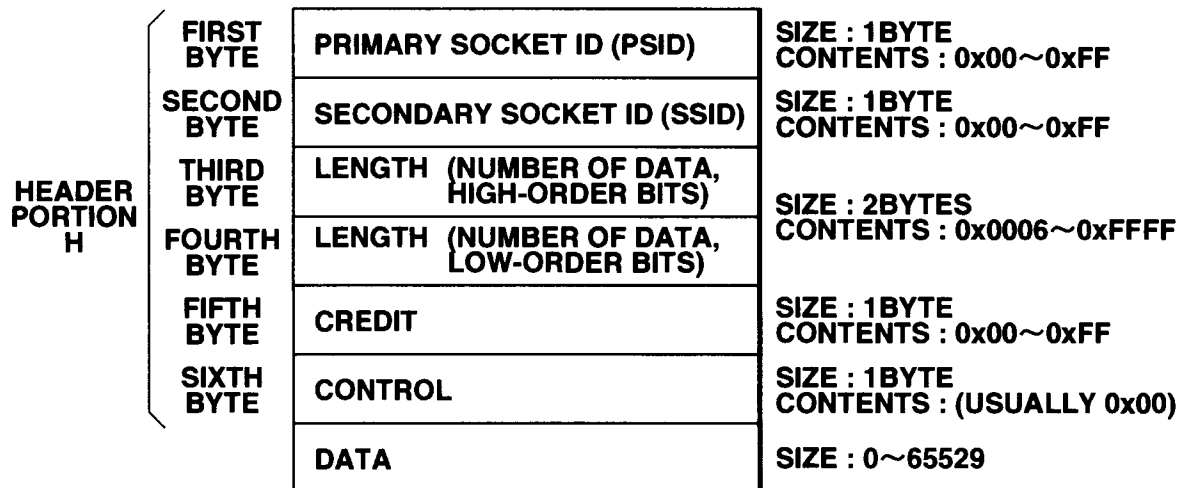 FIRST BYTE
PRIMARY SOCKET ID (PSID)
SIZE : 1BYTE
CONTENTS : 0x00～0xFF
SECOND BYTE
SECONDARY SOCKET ID (SSID)
SIZE : 1BYTE
CONTENTS : 0x00～0xFF
HEADER PORTION H
THIRD BYTE
LENGTH (NUMBER OF DATA,
HIGH-ORDER BITS)
SIZE : 2BYTES
CONTENTS : 0x0006～0xFFFF
FOURTH BYTE
LENGTH (NUMBER OF DATA,
LOW-ORDER BITS)
FIFTH BYTE
CREDIT
SIZE : 1BYTE
CONTENTS : 0x00～0xFF
SIXTH BYTE
CONTROL
SIZE : 1BYTE
CONTENTS : (USUALLY 0x00)
DATA
SIZE : 0～65529